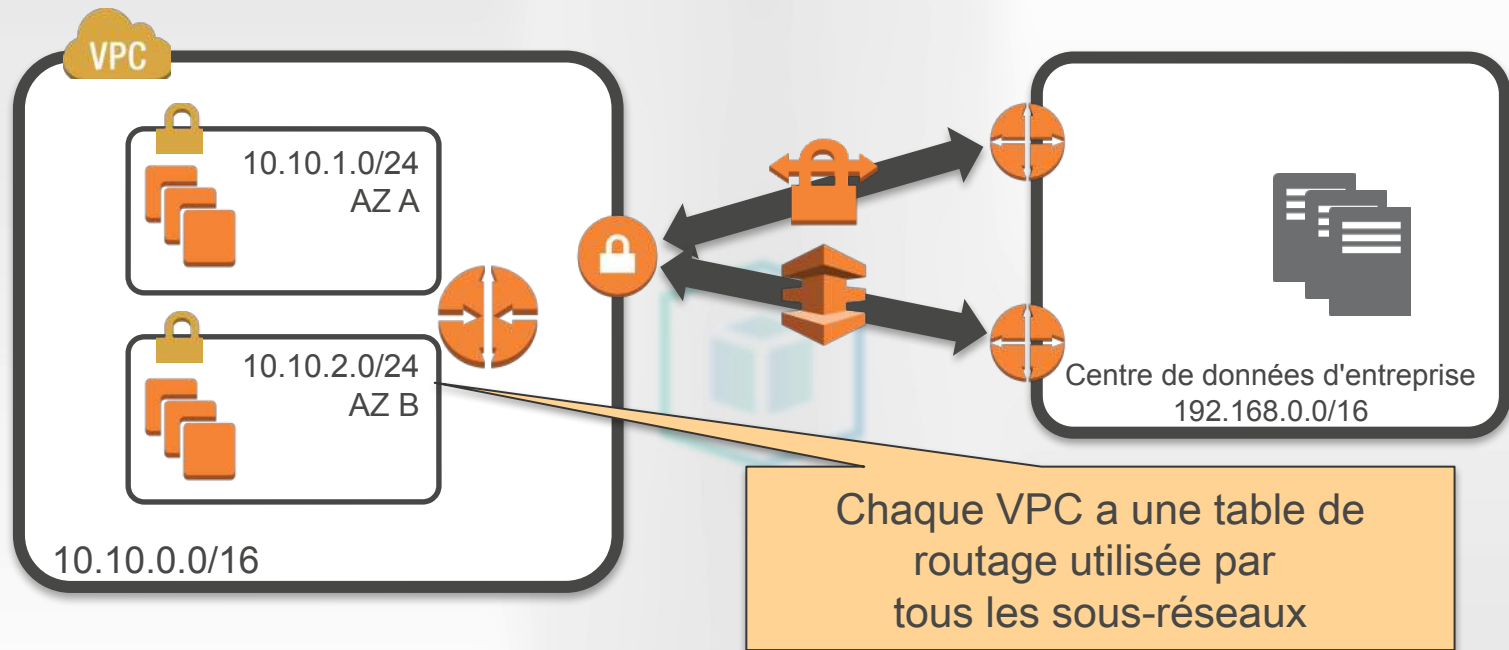 VPC
10.10.1.0/24
AZ A
10.10.2.0/24
AZ B
10.10.0.0/16
Centre de données d'entreprise
192.168.0.0/16
Chaque VPC a une table de
routage utilisée par
tous les sous-réseaux